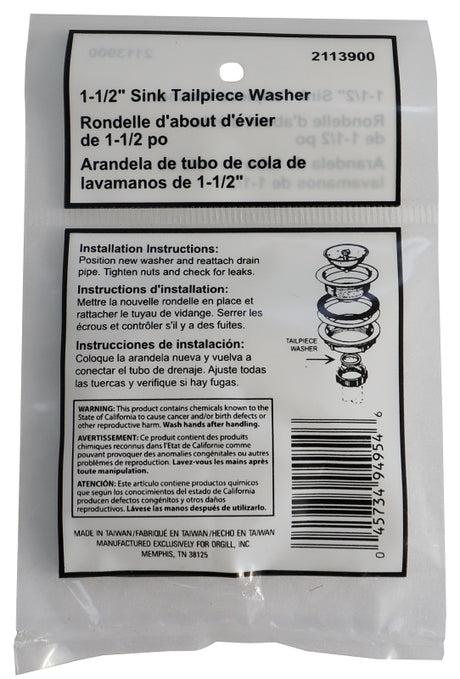 2113900
1-1/2" Sink Tailpiece Washer
Rondelle d'about d'évier
de 1-1/2 po
Arandela de tubo de cola de
lavamanos de 1-1/2"
Installation Instructions:
Position new washer and reattach drain
pipe. Tighten nuts and check for leaks.
Instructions d'installation:
Mettre la nouvelle rondelle en place et
rattacher le tuyau de vidange. Serrer les
écrous et contrôler s'il y a des fuites.
Instrucciones de instalación:
Coloque la arandela nueva y vuelva a
conectar el tubo de drenaje. Ajuste todas
las tuercas y verifique si hay fugas.
TAILPIECE
WASHER
WARNING: This product contains chemicals known to the
State of California to cause cancer and/or birth defects or
other reproductive harm. Wash hands after handling.
AVERTISSEMENT: Ce produit contient des produits
chimiques reconnus dans l'Etat de Californie comme
pouvant provoquer des anomalies congénitales ou autres
problèmes de reproduction. Lavez-vous les mains après
toute manipulation.
ATENCIÓN: Este artículo contiene productos químicos
que según los conocimientos del estado de California
producen defectos congénitos y otros daños
reproductivos. Lávese las manos después de utilizarlo.
MADE IN TAIWAN/FABRIQUÉ EN TAIWAN/HECHO EN TAIWAN
MANUFACTURED EXCLUSIVELY FOR ORGILL, INC
MEMPHIS, TN 38125
0 45734 94954 6